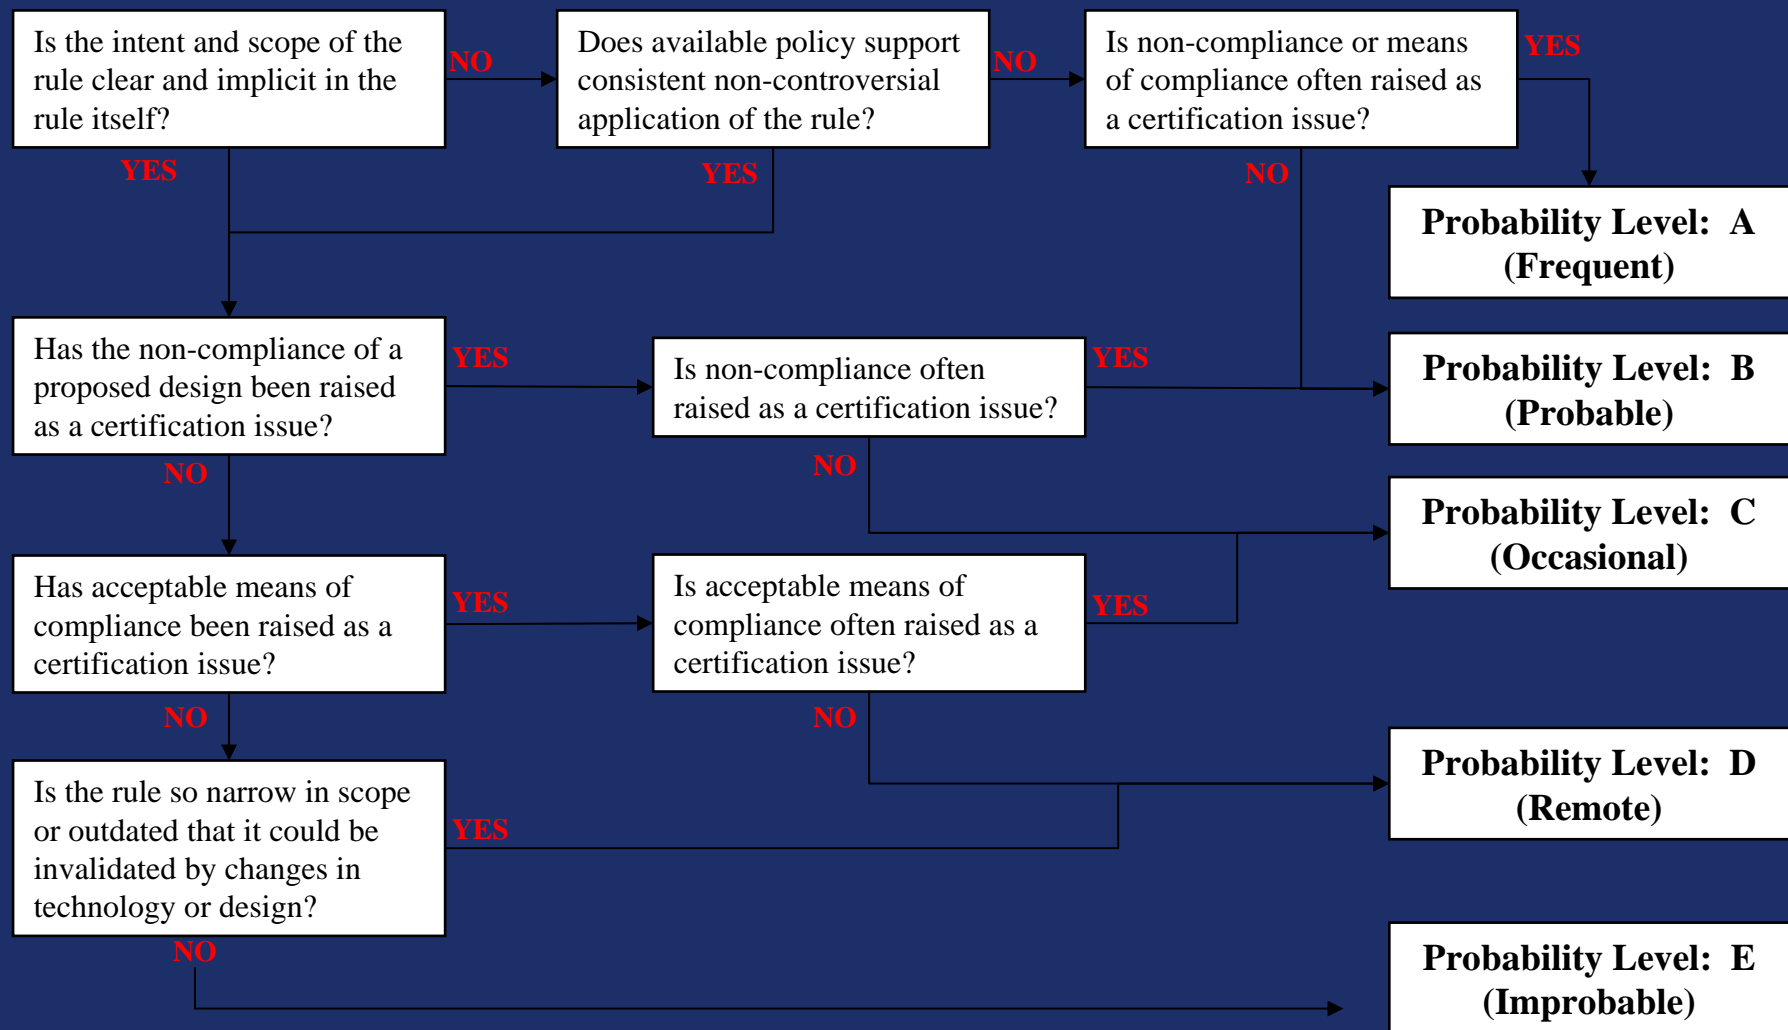 Is the intent and scope of the
rule clear and implicit in the
rule itself?
NO
Does available policy support
consistent non-controversial
application of the rule?
NO
Is non-compliance or means
of compliance often raised as
a certification issue?
YES
YES
YES
NO
Probability Level: A
(Frequent)
Has the non-compliance of a
proposed design been raised
as a certification issue?
YES
Is non-compliance often
raised as a certification issue?
YES
Probability Level: B
(Probable)
NO
NO
Probability Level: C
(Occasional)
Has acceptable means of
compliance been raised as a
certification issue?
YES
Is acceptable means of
compliance often raised as a
certification issue?
YES
NO
NO
Probability Level: D
(Remote)
Is the rule so narrow in scope
or outdated that it could be
invalidated by changes in
technology or design?
YES
NO
Probability Level: E
(Improbable)